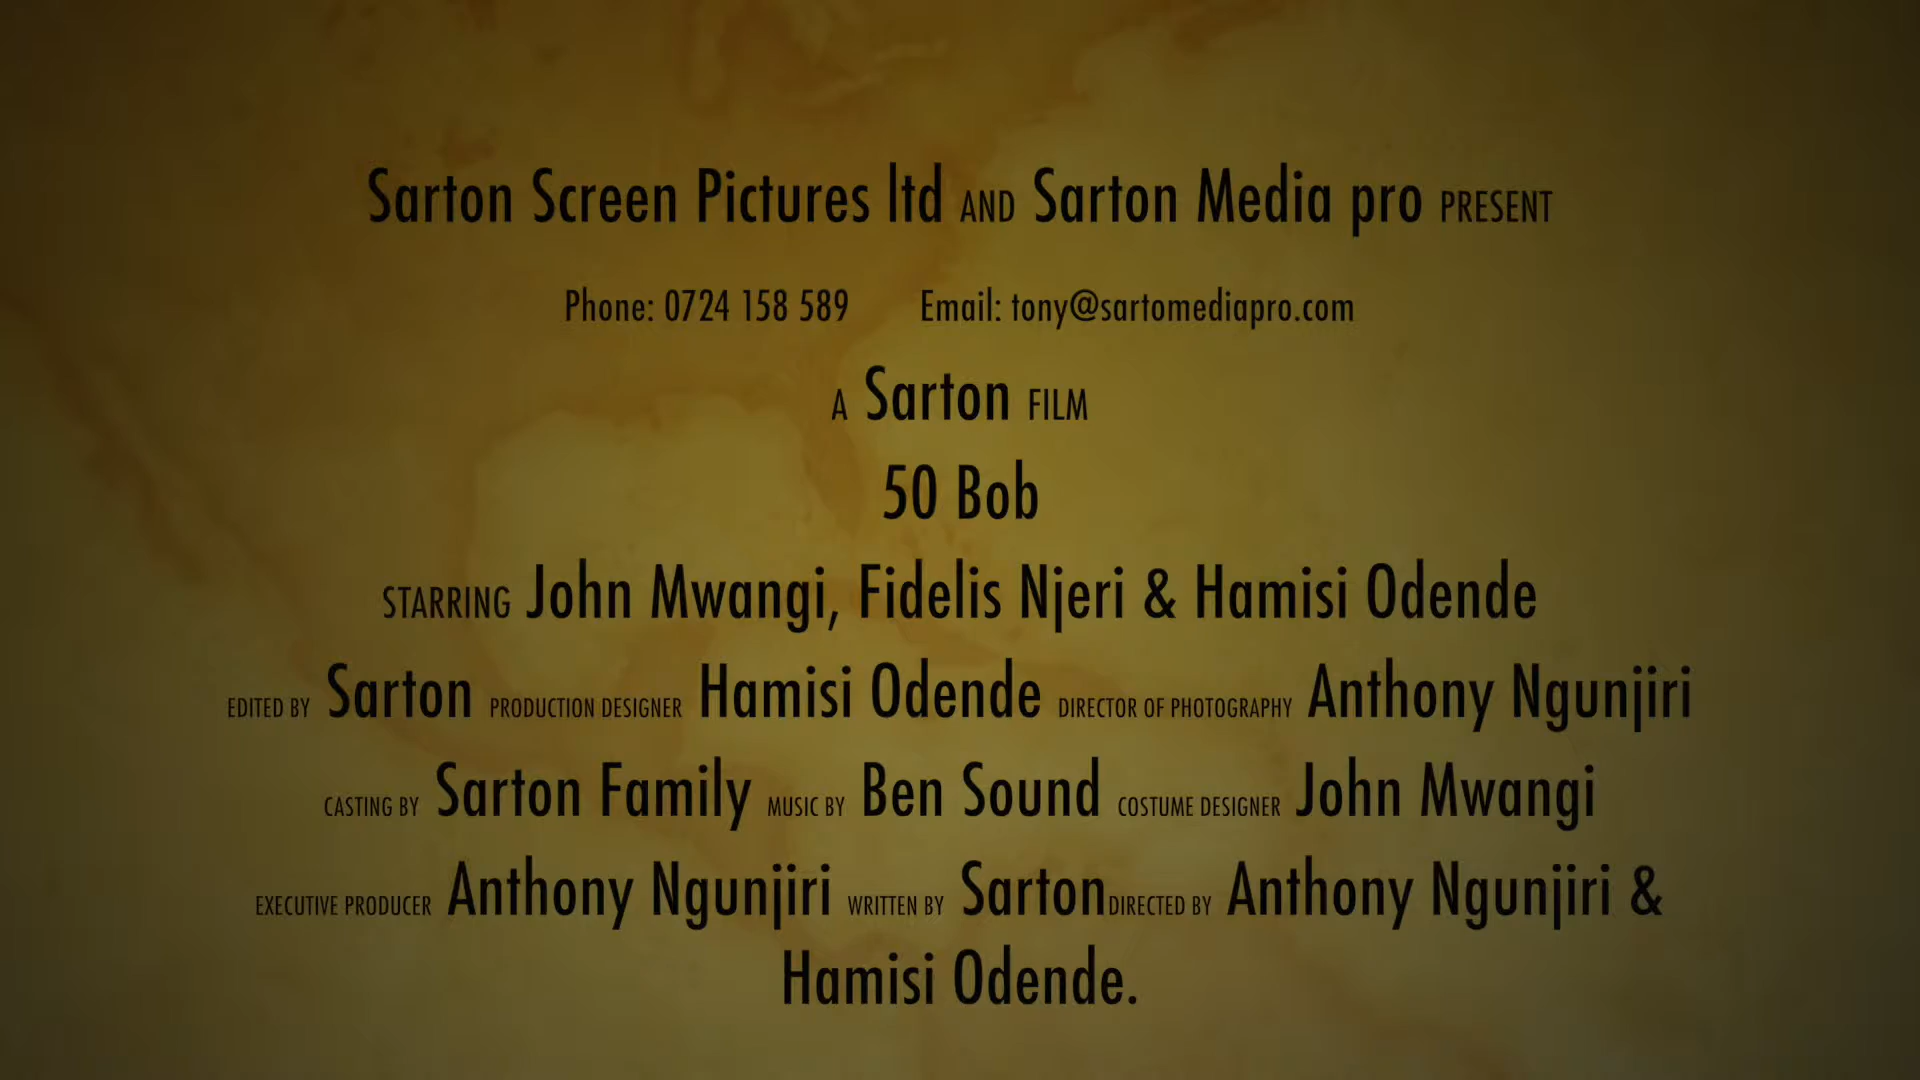 Sarton Screen Pictures ltd AND Sarton Media pro PRESENT
Phone: 0724 158 589 Email: tony@sartomediapro.com
A Sarton FILM
50 Bob
STARRING John Mwangi, Fidelis Njeri & Hamisi Odende
EDITED BY Sarton PRODUCTION DESIGNER Hamisi Odende DIRECTOR OF PHOTOGRAPHY Anthony Ngunjiri
CASTING BY Sarton Family MUSIC BY Ben Sound COSTUME DESIGNER John Mwangi
EXECUTIVE PRODUCER Anthony Ngunjiri WRITTEN BY Sarton DIRECTED BY Anthony Ngunjiri &
Hamisi Odende.